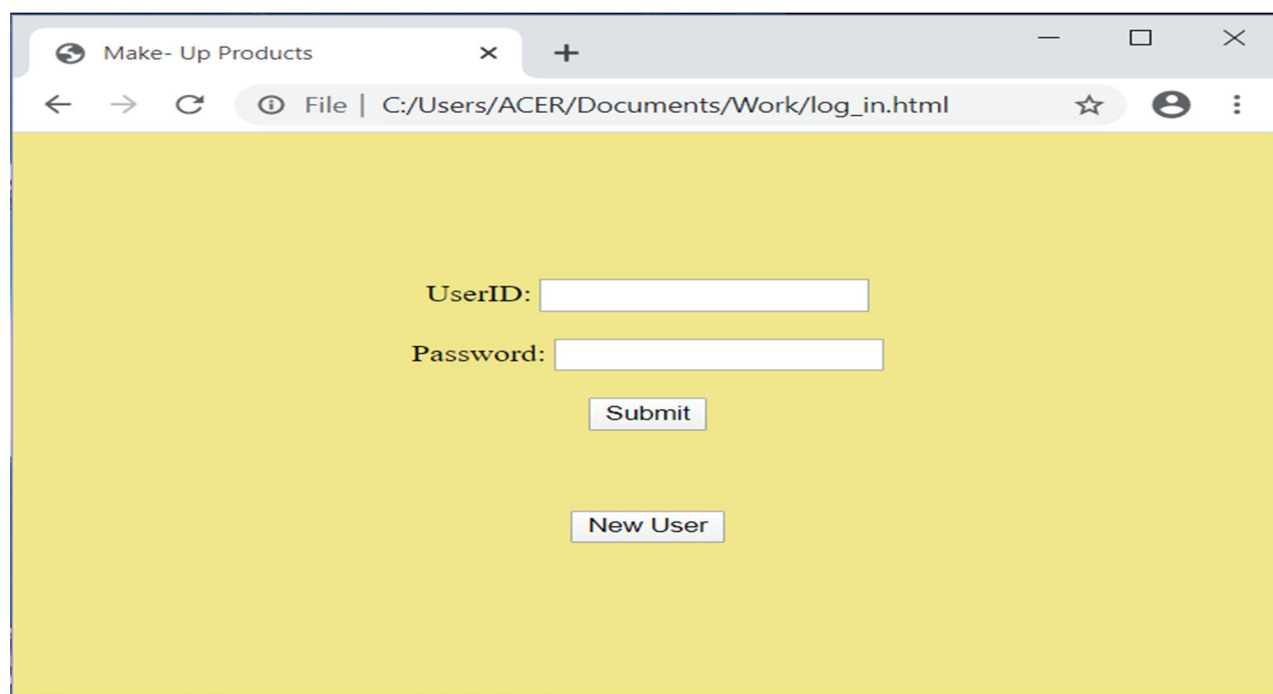 Make- Up Products
File | C:/Users/ACER/Documents/Work/log_in.html
UserID:
Password:
Submit
New User